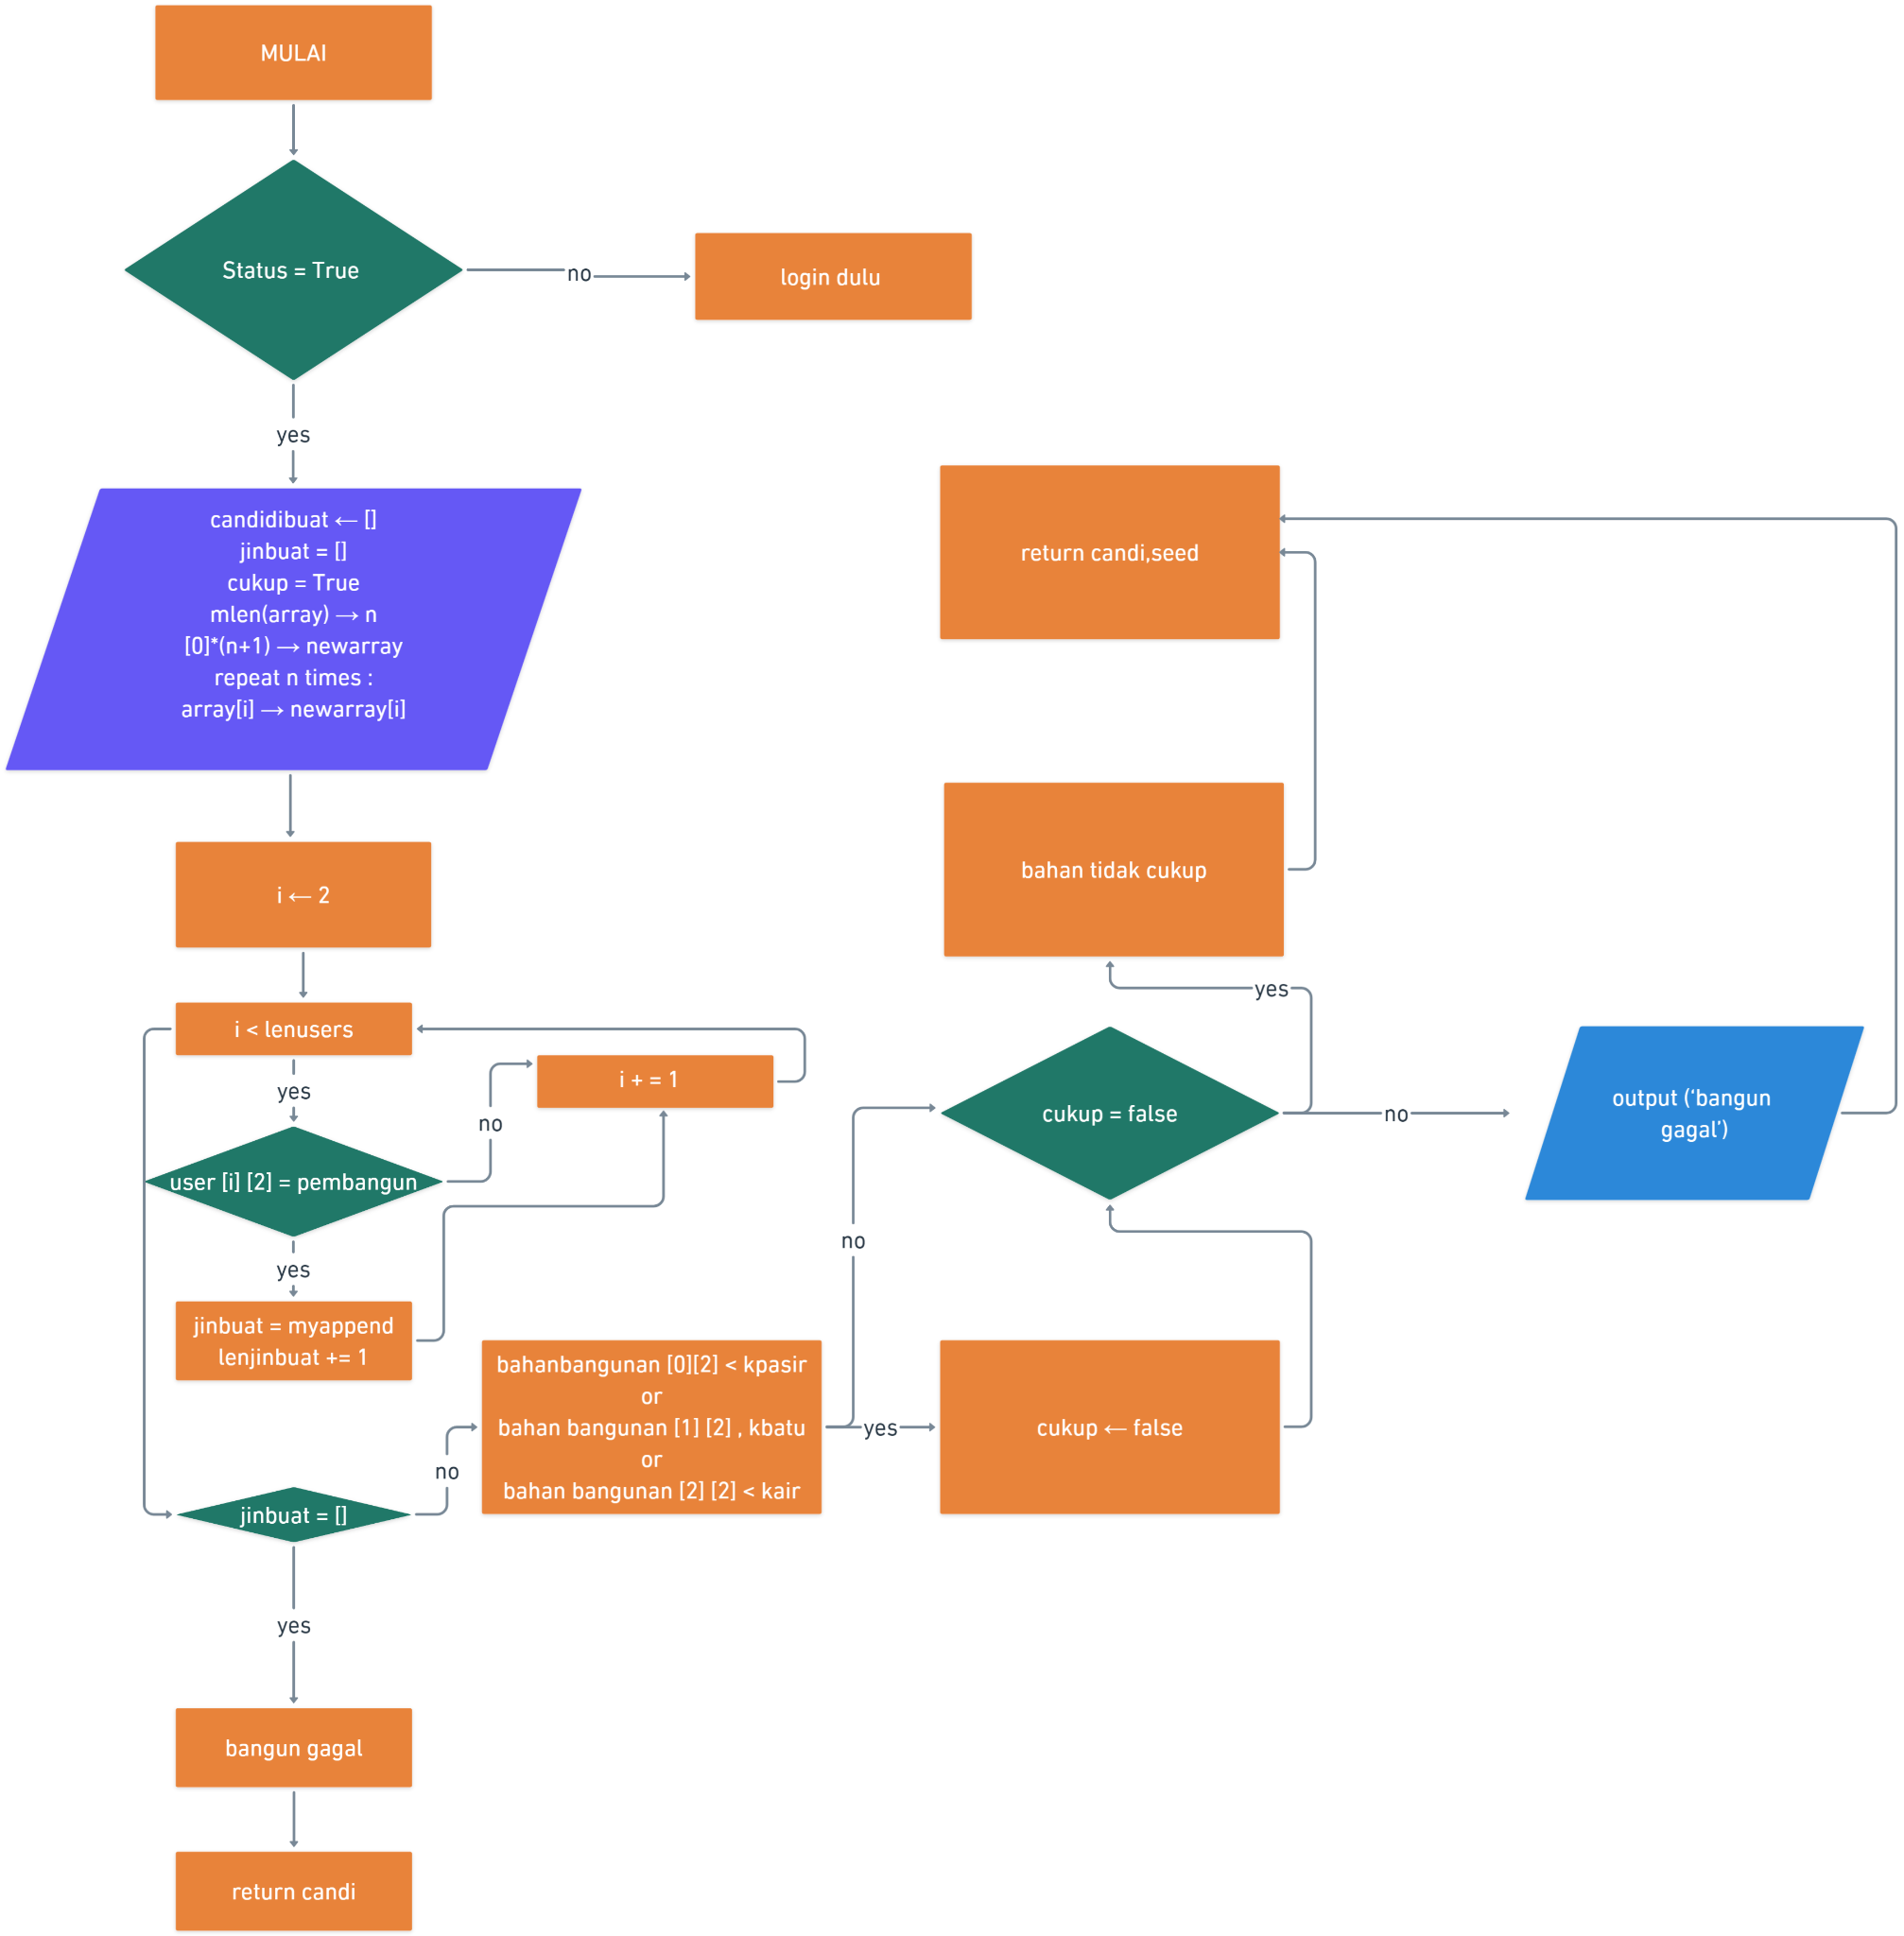 MULAI
Status = True
no
login dulu
yes
candidibuat ← []
jinbuat = []
cukup = True
mlen(array) → n
[0]*(n+1) → newarray
repeat n times :
array[i] → newarray[i]
i ← 2
i < lenusers
yes
user [i] [2] = pembangun
no
i + = 1
yes
jinbuat = myappend
lenjinbuat += 1
jinbuat = []
no
bahanbangunan [0][2] < kpasir
or
bahan bangunan [1] [2] , kbatu
or
bahan bangunan [2] [2] < kair
yes
cukup ← false
no
cukup = false
yes
bahan tidak cukup
return candi,seed
no
output (‘bangun
gagal’)
yes
bangun gagal
return candi